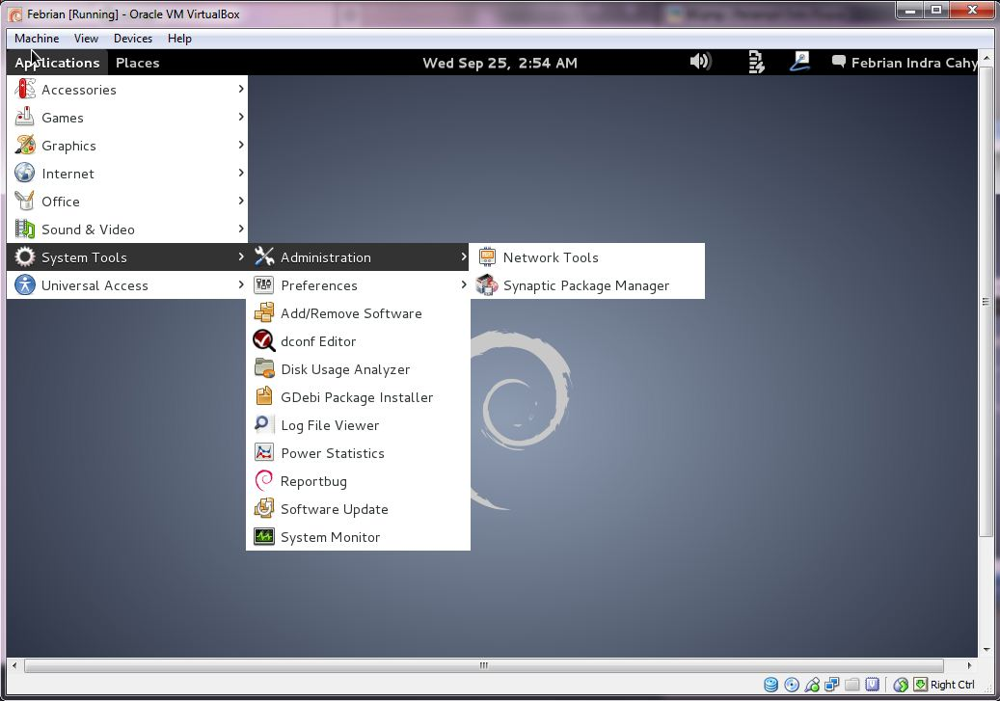 Febrian [Running] - Oracle VM VirtualBox
Machine View Devices Help
Applications Places Wed Sep 25, 2:54 AM Febrian Indra Cahy
Accessories
Games
Graphics
Internet
Office
Sound & Video
System Tools Administration Network Tools
Universal Access Preferences Synaptic Package Manager
Add/Remove Software
dconf Editor
Disk Usage Analyzer
GDebi Package Installer
Log File Viewer
Power Statistics
Reportbug
Software Update
System Monitor
Right Ctrl